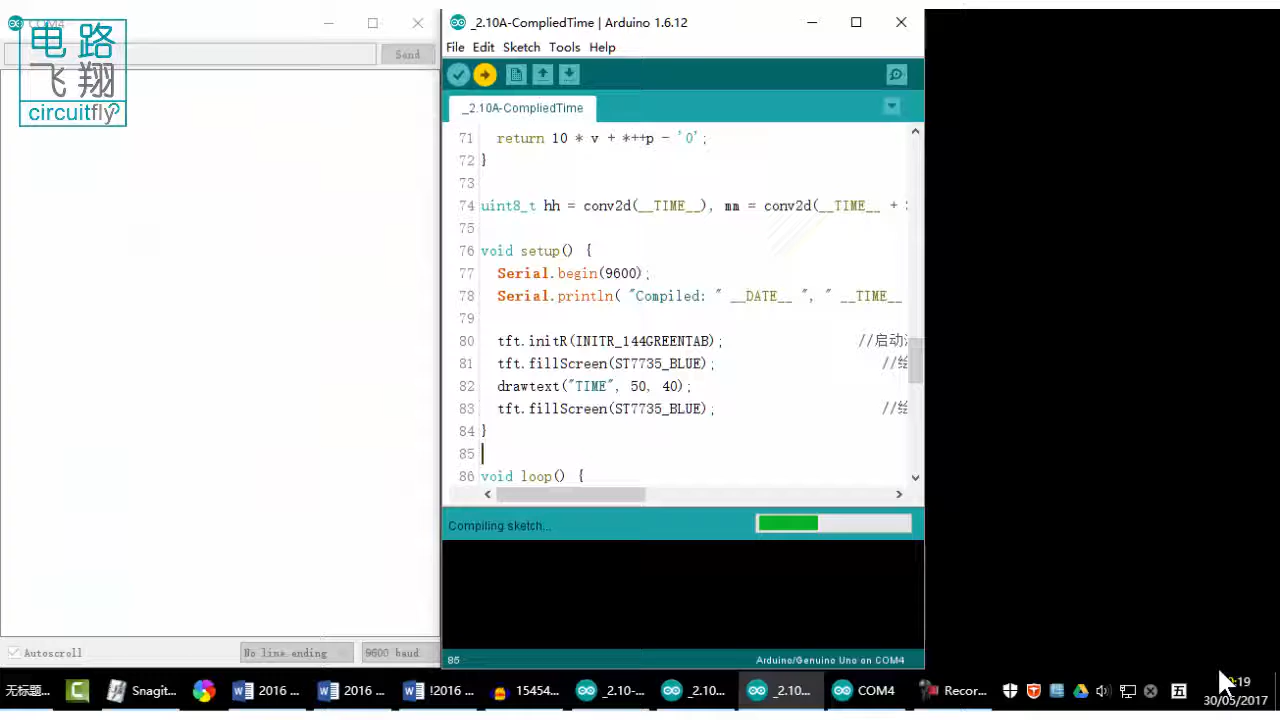 COM4
电路
飞翔
circuitfly
Send
Autoscroll
No line ending
9600 baud
_2.10A-CompliedTime | Arduino 1.6.12
File Edit Sketch Tools Help
_2.10A-CompliedTime
71 return 10 * v + *++p - '0';
72 }
73
74 uint8_t hh = conv2d(__TIME__), mm = conv2d(__TIME__ +
75
76 void setup() {
77 Serial.begin(9600);
78 Serial.println( "Compiled: " __DATE__ ", " __TIME__
79
80 tft.initR(INITR_144GREENTAB); //启动
81 tft.fillScreen(ST7735_BLUE); //绘
82 drawtext("TIME", 50, 40);
83 tft.fillScreen(ST7735_BLUE); //绘
84 }
85
86 void loop() {
Compiling sketch...
85 Arduino/Genuino Uno on COM4
无标题... Snagit... 2016 ... 2016 ... !2016 ... 15454... _2.10-... _2.10... _2.10... COM4 Recor... 五
:19
30/05/2017